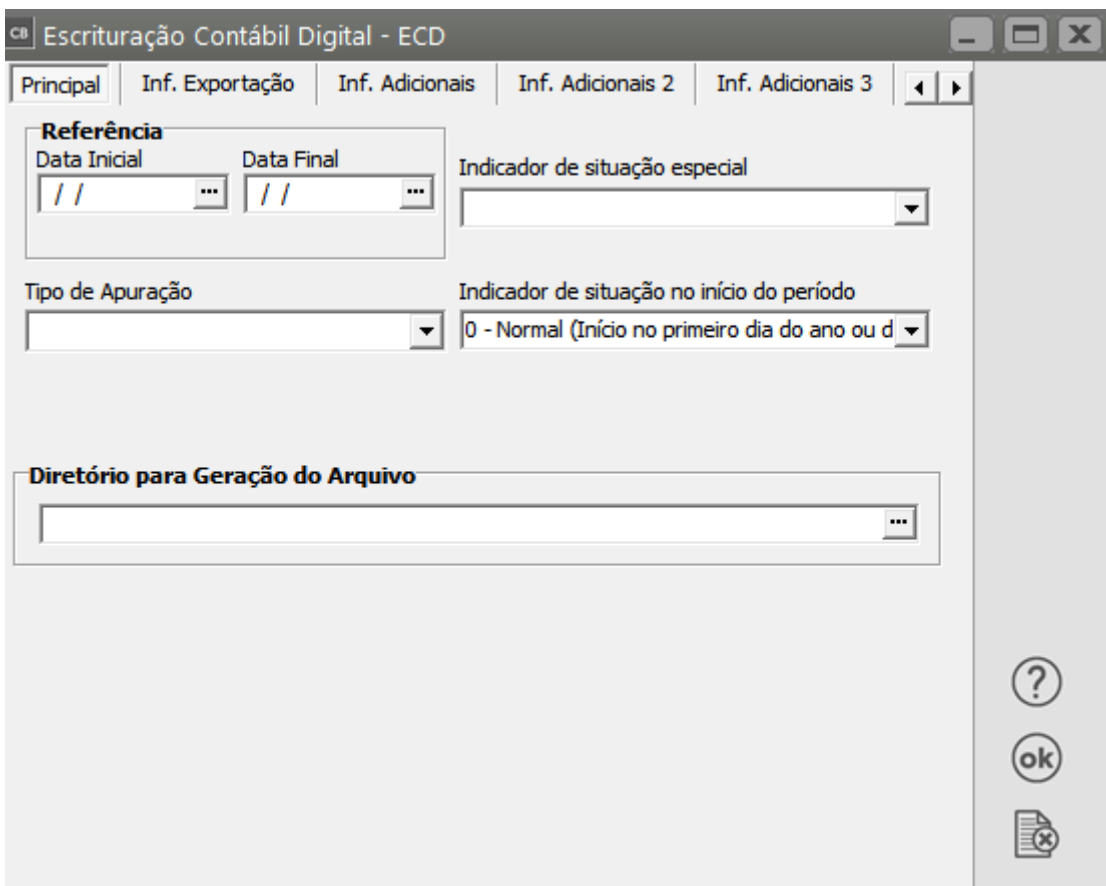 CB Escrituração Contábil Digital - ECD
Principal Inf. Exportação Inf. Adicionais Inf. Adicionais 2 Inf. Adicionais 3
Referência
Data Inicial Data Final
/ / ... / / ...
Indicador de situação especial
Tipo de Apuração Indicador de situação no início do período
0 - Normal (Início no primeiro dia do ano ou d
Diretório para Geração do Arquivo
...
?
ok